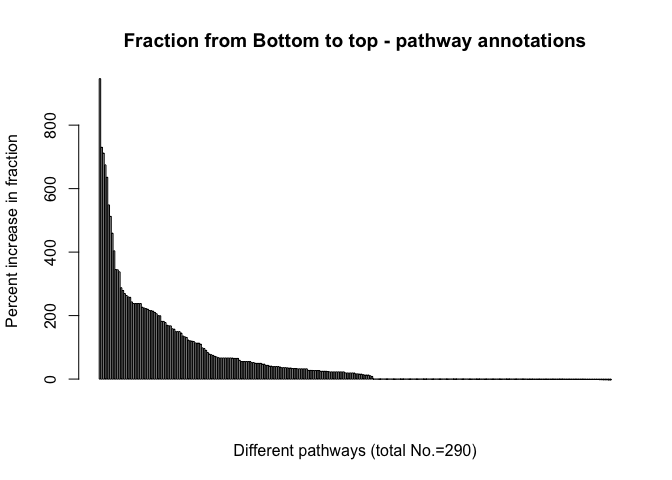 Fraction from Bottom to top - pathway annotations
Percent increase in fraction
800
600
400
200
0
Different pathways (total No.=290)